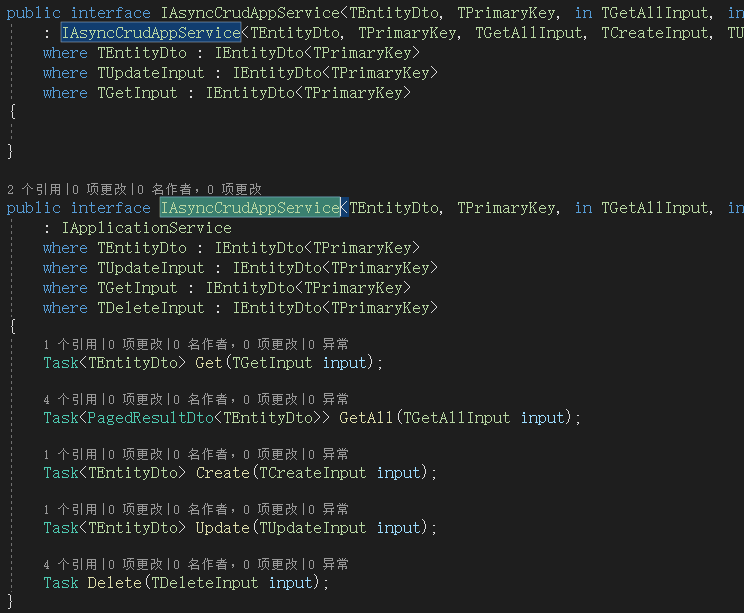 public interface IAsyncCrudAppService<TEntityDto, TPrimaryKey, in TGetAllInput, in
: IAsyncCrudAppService<TEntityDto, TPrimaryKey, TGetAllInput, TCreateInput, TU
where TEntityDto : IEntityDto<TPrimaryKey>
where TUpdateInput : IEntityDto<TPrimaryKey>
where TGetInput : IEntityDto<TPrimaryKey>
{
}
2 个引用|0 项更改|0 名作者，0 项更改
public interface IAsyncCrudAppService<TEntityDto, TPrimaryKey, in TGetAllInput, in
: IApplicationService
where TEntityDto : IEntityDto<TPrimaryKey>
where TUpdateInput : IEntityDto<TPrimaryKey>
where TGetInput : IEntityDto<TPrimaryKey>
where TDeleteInput : IEntityDto<TPrimaryKey>
{
1 个引用|0 项更改|0 名作者，0 项更改|0 异常
Task<TEntityDto> Get(TGetInput input);
4 个引用|0 项更改|0 名作者，0 项更改|0 异常
Task<PagedResultDto<TEntityDto>> GetAll(TGetAllInput input);
1 个引用|0 项更改|0 名作者，0 项更改|0 异常
Task<TEntityDto> Create(TCreateInput input);
1 个引用|0 项更改|0 名作者，0 项更改|0 异常
Task<TEntityDto> Update(TUpdateInput input);
4 个引用|0 项更改|0 名作者，0 项更改|0 异常
Task Delete(TDeleteInput input);
}